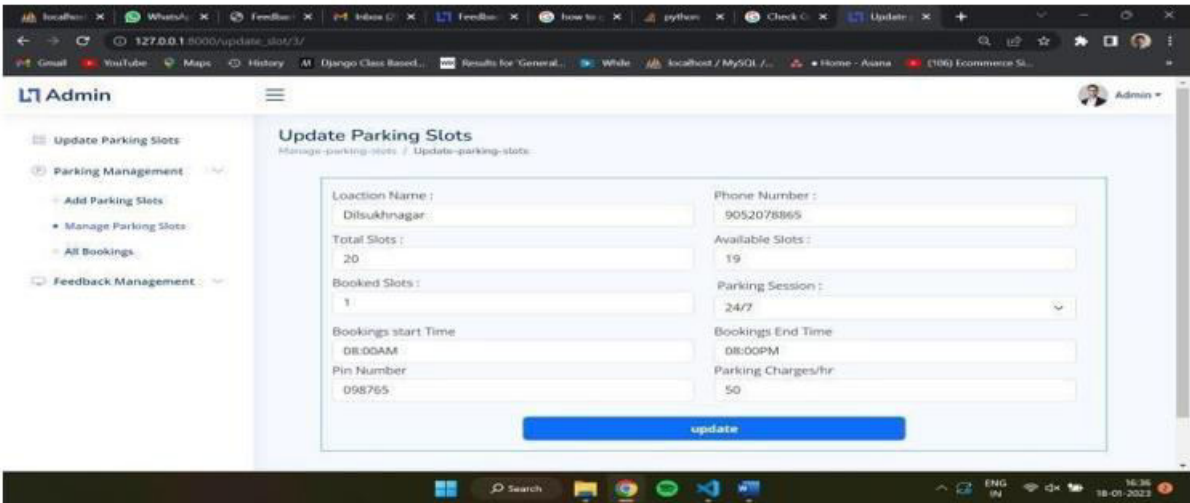 localhost WhatsA Feedbac Inbox ( Feedbac how to c python Check G Update
127.0.0.1:8000/update_slot/3/
Gmail YouTube Maps History Django Class Based... Results for 'General... While localhost / MySQL /... Home - Asana (106) Ecommerce Si...
Admin
Admin
Update Parking Slots
Parking Management
Add Parking Slots
Manage Parking Slots
All Bookings
Feedback Management
Update Parking Slots
Manage-parking-slots / Update-parking-slots
Loaction Name : Phone Number :
Dilsukhnagar 9052078865
Total Slots : Available Slots :
20 19
Booked Slots : Parking Session :
1 24/7
Bookings start Time Bookings End Time
08:00AM 08:00PM
Pin Number Parking Charges/hr
098765 50
update
Search ENG 16:36
IN 18-01-2023